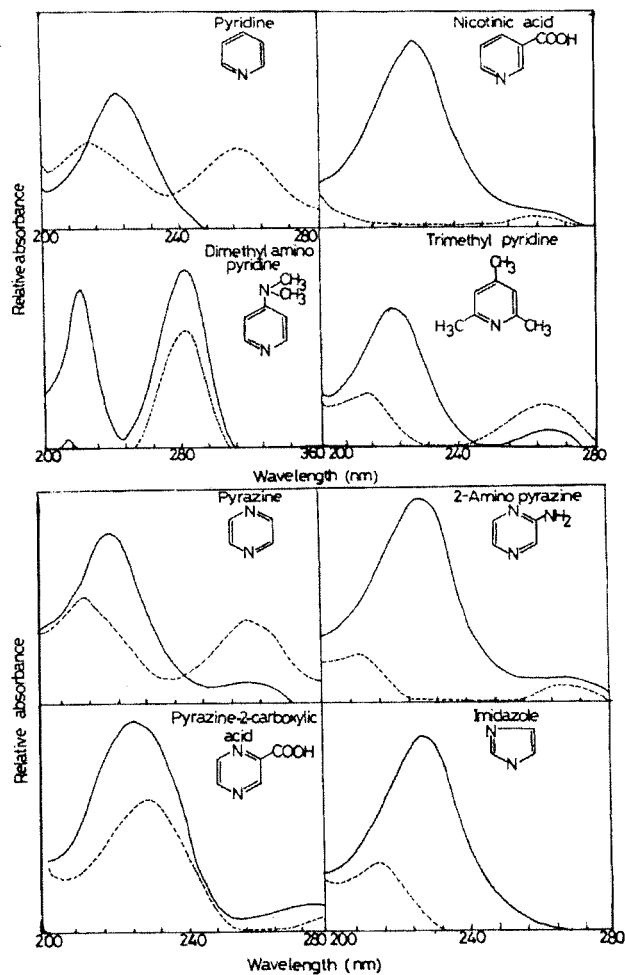 Pyridine
N
Nicotinic acid
COOH
N
200 240 280
Dimethyl amino
pyridine
N
CH3
CH3
N
Trimethyl pyridine
CH3
H3C N CH3
Relative absorbance
200 280 360 200 240 280
Wavelength (nm)
Pyrazine
N
N
2-Amino pyrazine
N NH2
N
Pyrazine-2-carboxylic
acid
N COOH
N
Imidazole
N
N
Relative absorbance
200 240 280 200 240 280
Wavelength (nm)